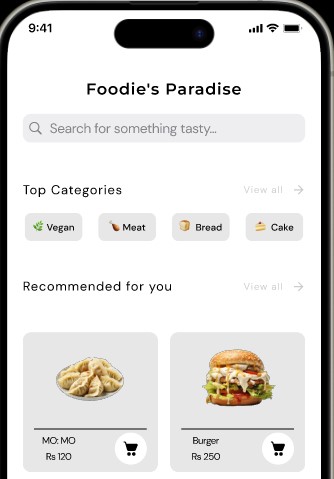 9:41
Foodie's Paradise
Search for something tasty...
Top Categories
View all
Vegan
Meat
Bread
Cake
Recommended for you
View all
MO: MO
Rs 120
Burger
Rs 250